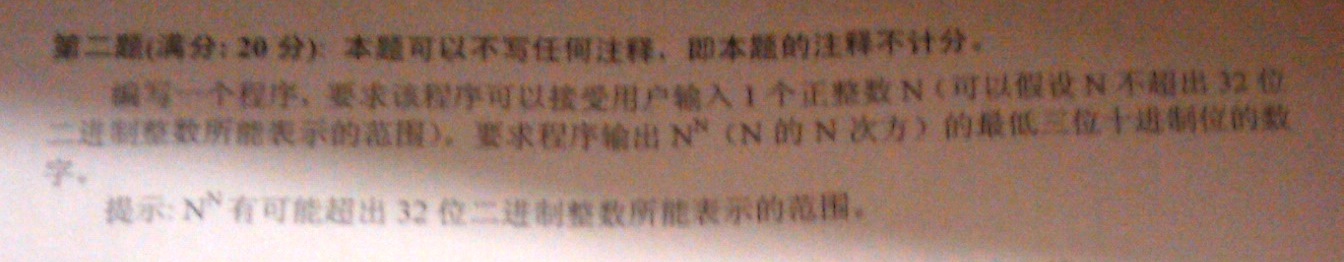 第二题(满分: 20 分): 本题可以不写任何注释，即本题的注释不计分。
编写一个程序，要求该程序可以接受用户输入 1 个正整数 N（可以假设 N 不超出 32 位
二进制整数所能表示的范围)，要求程序输出 N^N（N 的 N 次方）的最低三位十进制位的数
字。
提示: N^N 有可能超出 32 位二进制整数所能表示的范围。